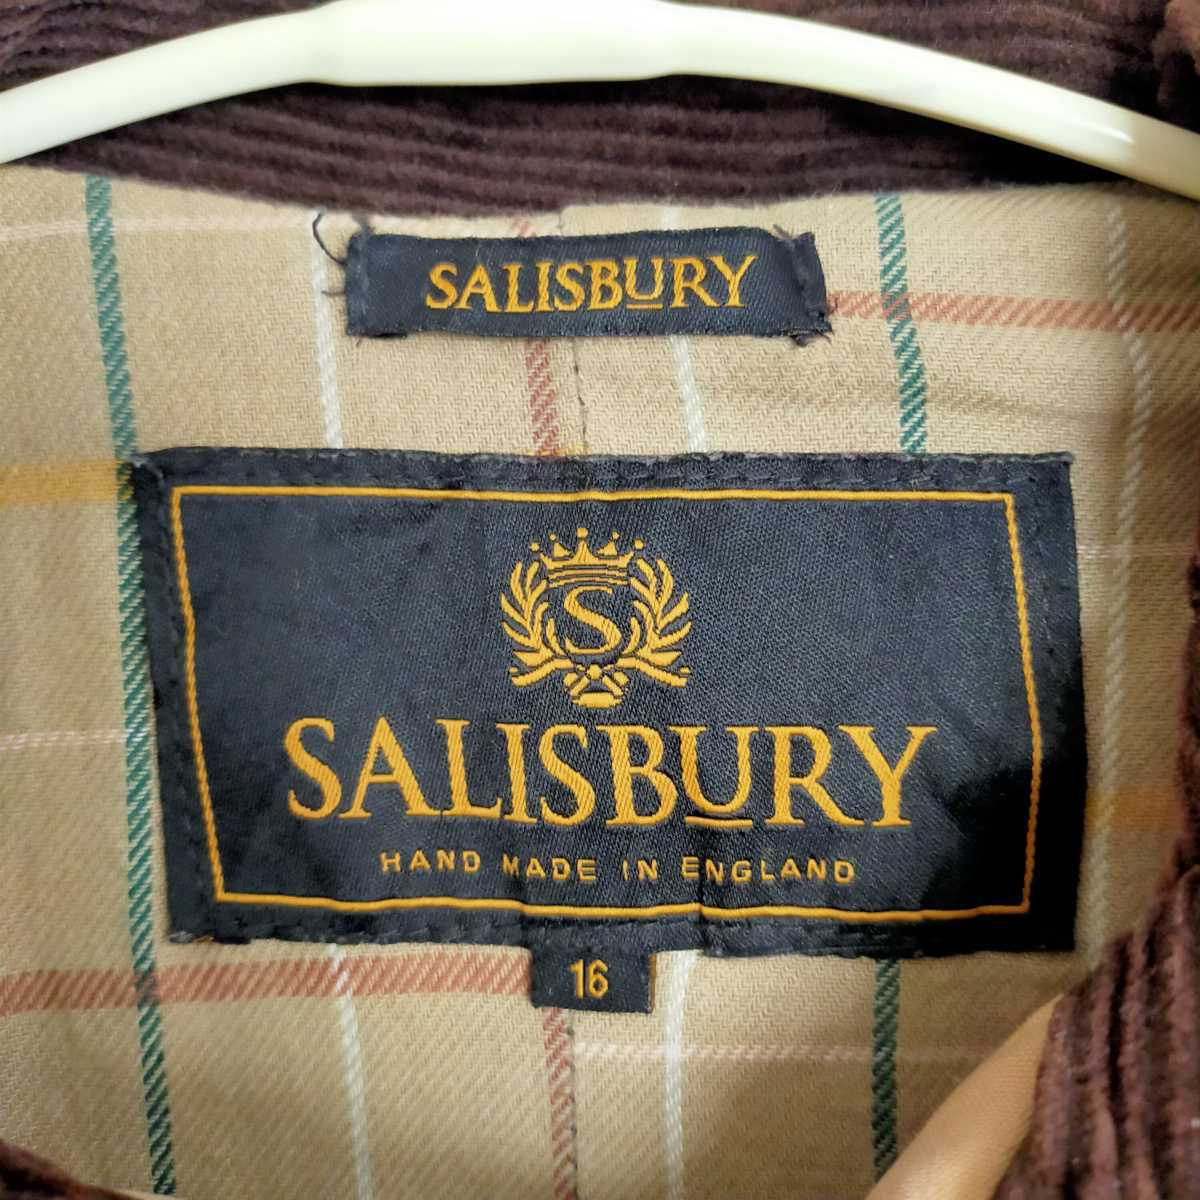 SALISBURY
S
SALISBURY
HAND MADE IN ENGLAND
16